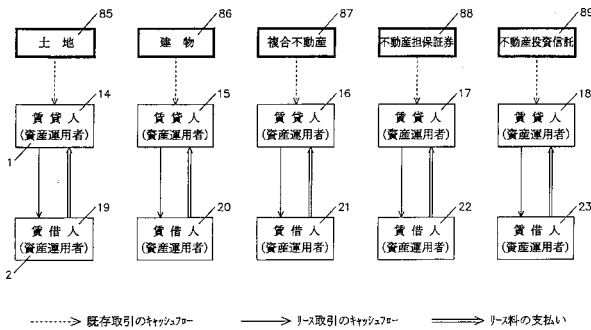 85 86 87 88 89
土地 建物 複合不動産 不動産担保証券 不動産投資信託
14 15 16 17 18
賃貸人 賃貸人 賃貸人 賃貸人 賃貸人
(資産運用者) (資産運用者) (資産運用者) (資産運用者) (資産運用者)
1
19 20 21 22 23
賃借人 賃借人 賃借人 賃借人 賃借人
(資産運用者) (資産運用者) (資産運用者) (資産運用者) (資産運用者)
2
既存取引のキャッシュフロー リース取引のキャッシュフロー リース料の支払い